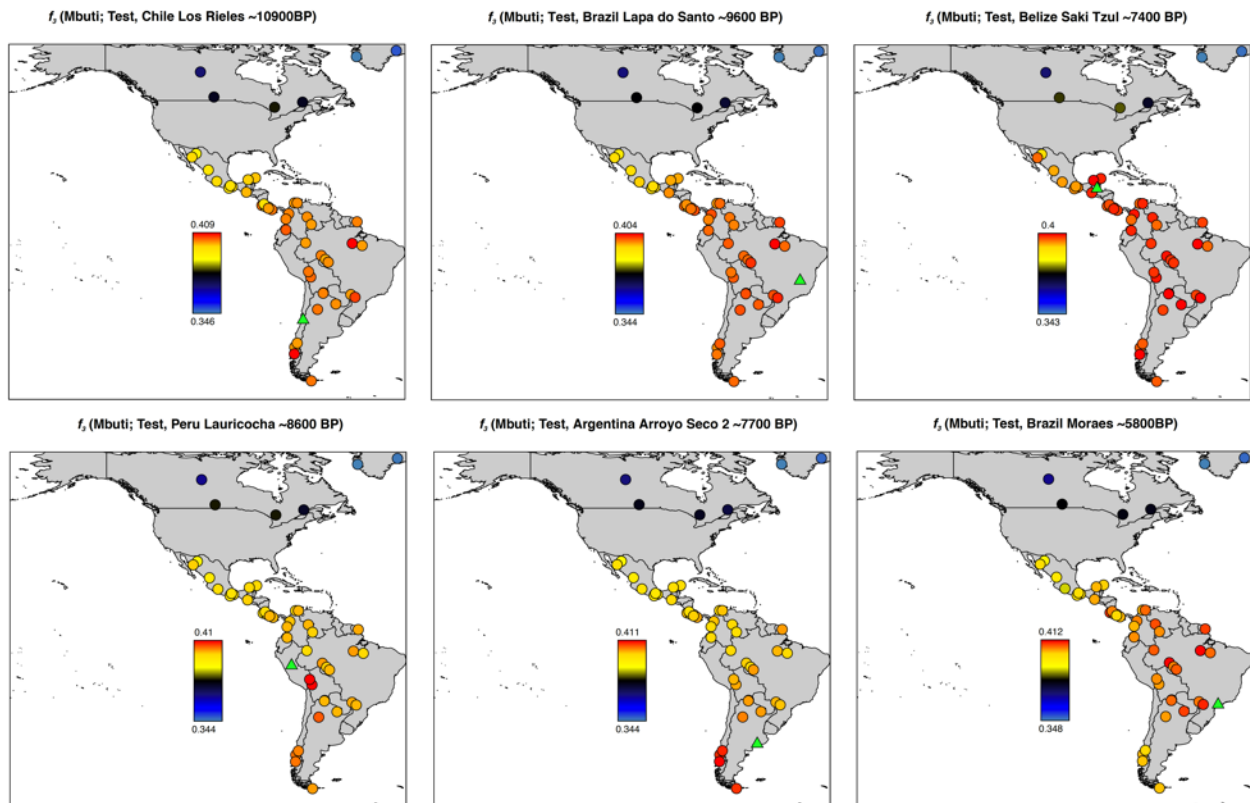 f₃ (Mbuti; Test, Chile Los Rieles ~10900BP)
f₃ (Mbuti; Test, Brazil Lapa do Santo ~9600 BP)
f₃ (Mbuti; Test, Belize Saki Tzul ~7400 BP)
0.409
0.346
0.404
0.344
0.4
0.343
f₃ (Mbuti; Test, Peru Lauricocha ~8600 BP)
f₃ (Mbuti; Test, Argentina Arroyo Seco 2 ~7700 BP)
f₃ (Mbuti; Test, Brazil Moraes ~5800BP)
0.41
0.344
0.411
0.344
0.412
0.348